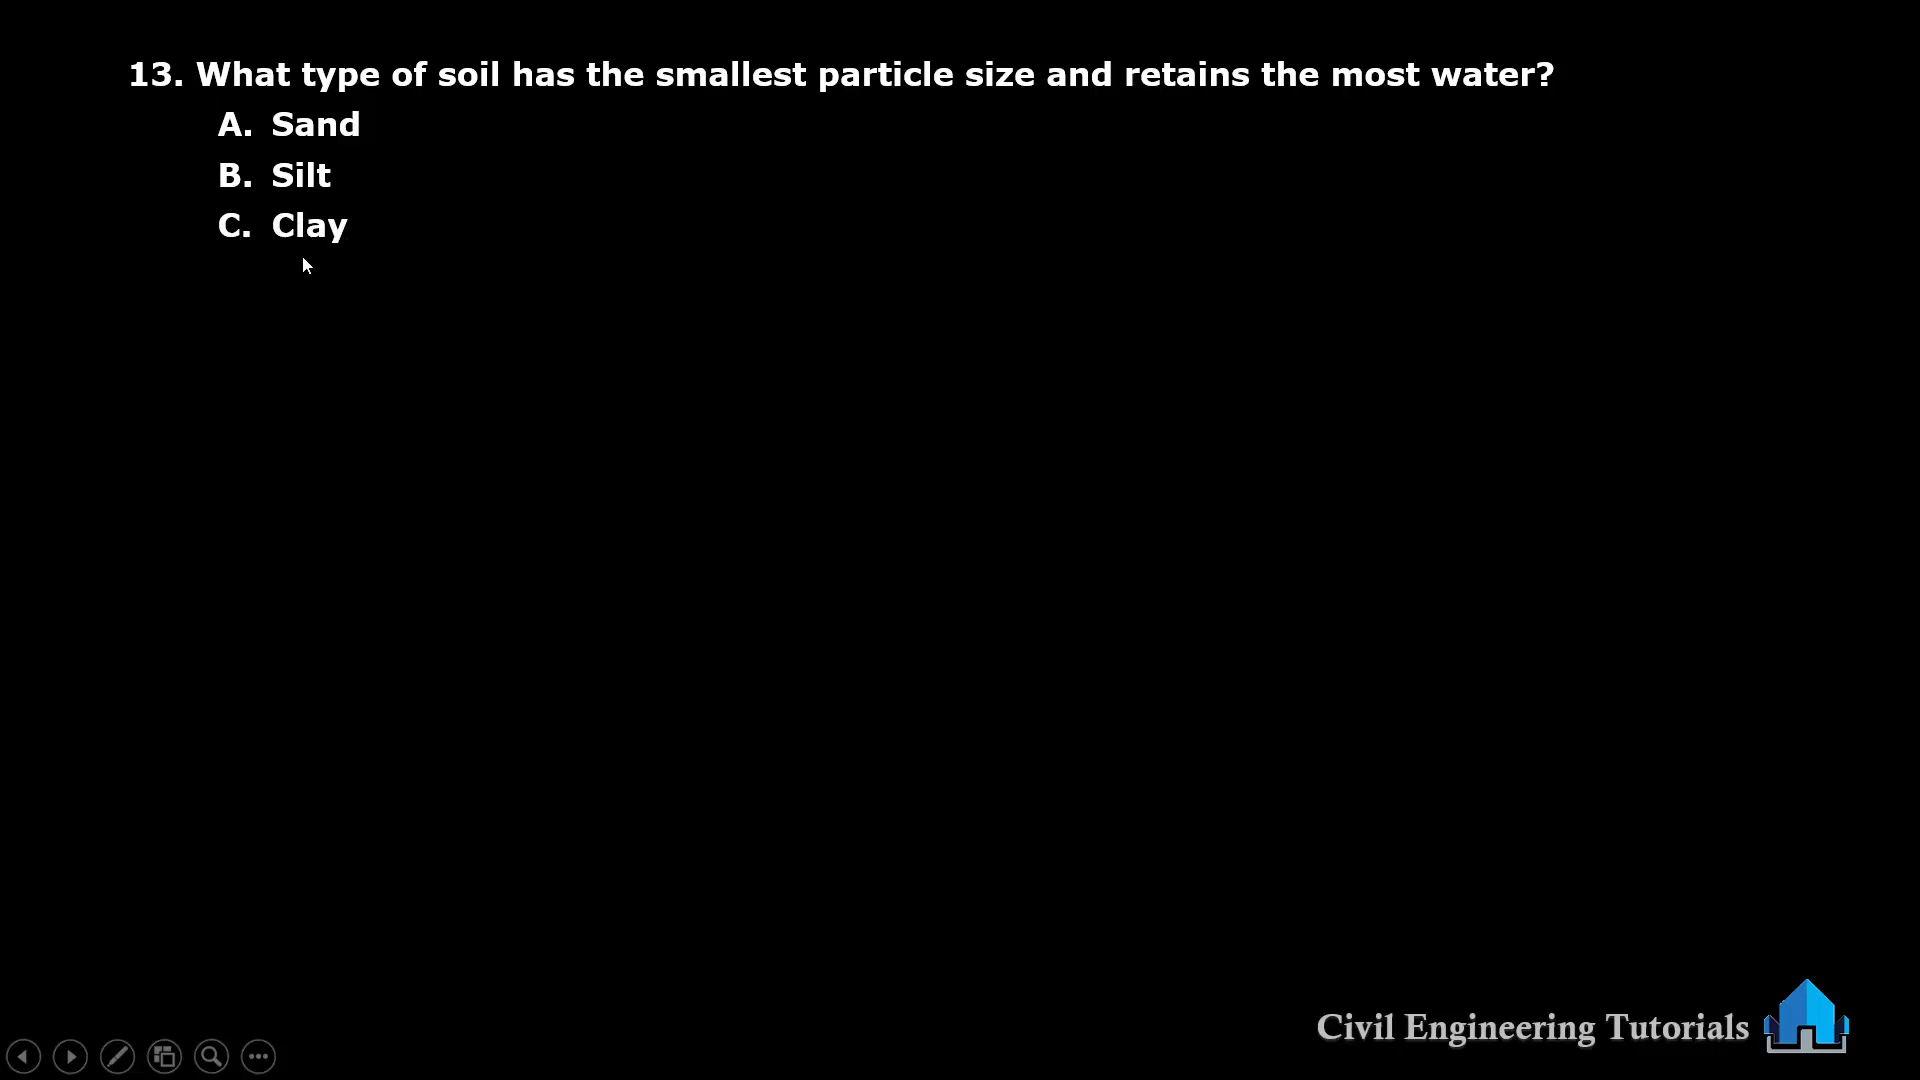 13. What type of soil has the smallest particle size and retains the most water?
A. Sand
B. Silt
C. Clay
Civil Engineering Tutorials